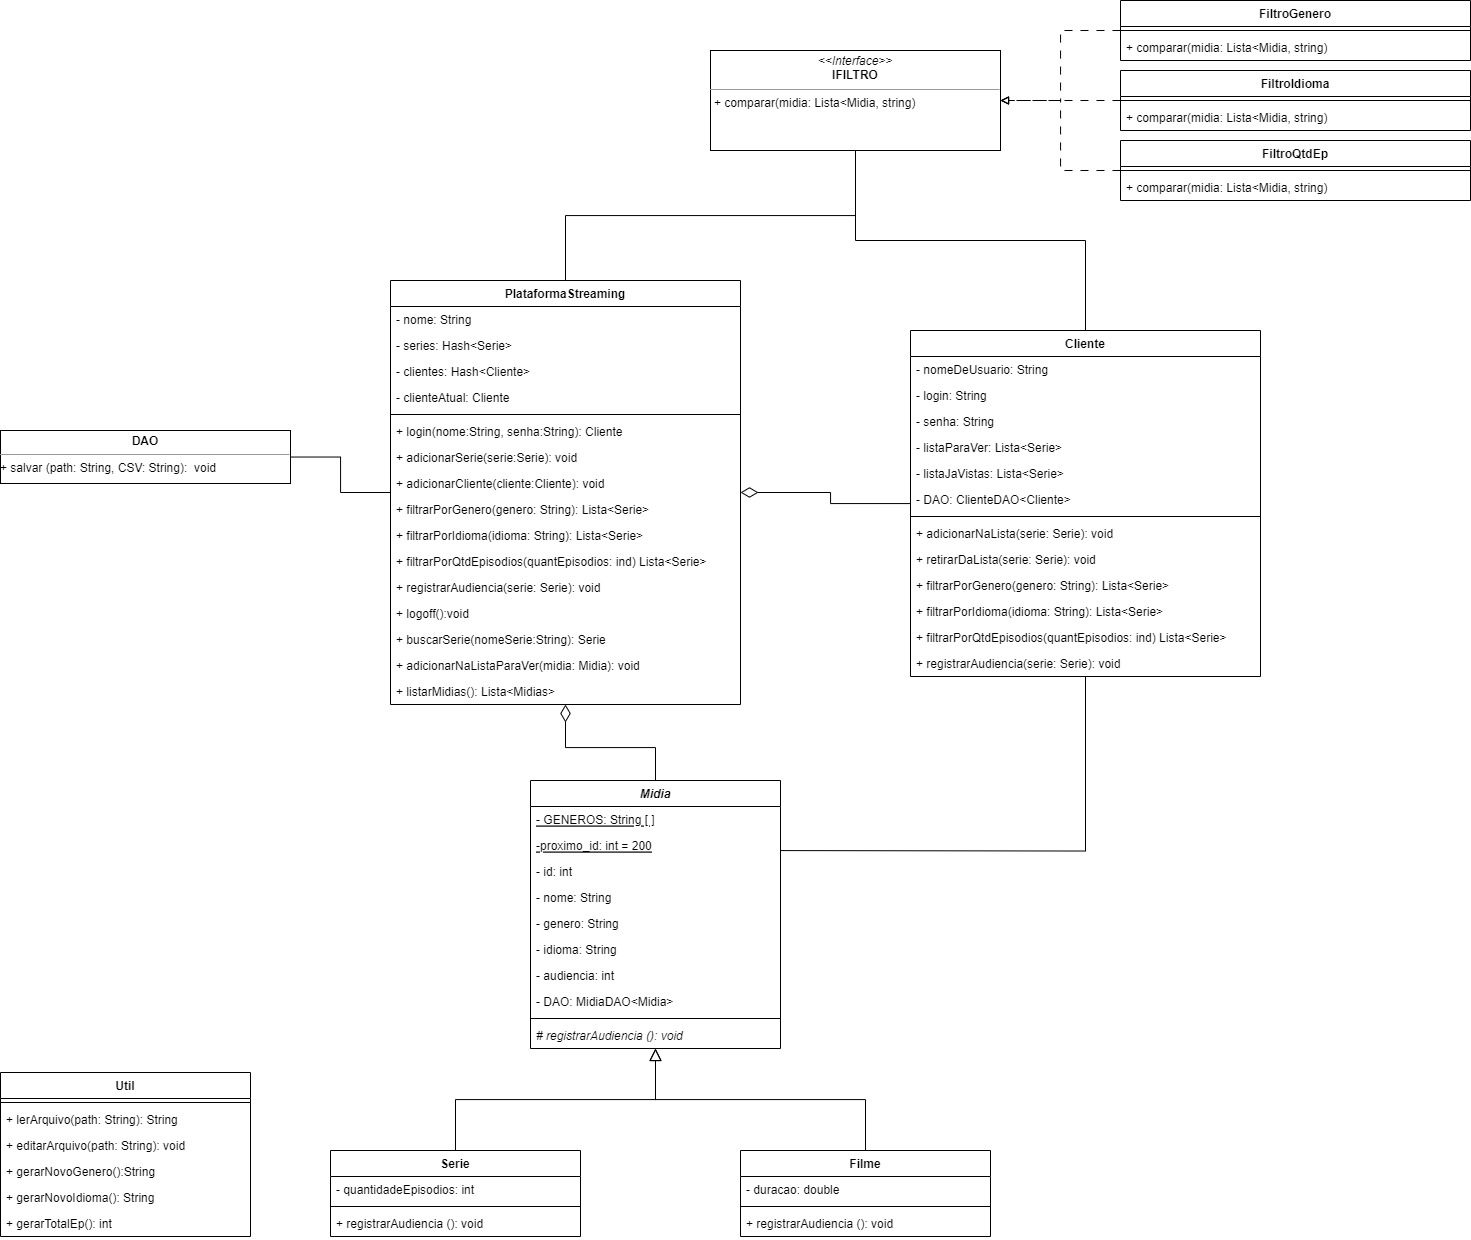 FiltroGenero
+ comparar(midia: Lista<Midia, string)
<<Interface>>
IFILTRO
+ comparar(midia: Lista<Midia, string)
FiltroIdioma
+ comparar(midia: Lista<Midia, string)
FiltroQtdEp
+ comparar(midia: Lista<Midia, string)
PlataformaStreaming
- nome: String
- series: Hash<Serie>
- clientes: Hash<Cliente>
- clienteAtual: Cliente
+ login(nome:String, senha:String): Cliente
+ adicionarSerie(serie:Serie): void
+ adicionarCliente(cliente:Cliente): void
+ filtrarPorGenero(genero: String): Lista<Serie>
+ filtrarPorIdioma(idioma: String): Lista<Serie>
+ filtrarPorQtdEpisodios(quantEpisodios: ind) Lista<Serie>
+ registrarAudiencia(serie: Serie): void
+ logoff():void
+ buscarSerie(nomeSerie:String): Serie
+ adicionarNaListaParaVer(midia: Midia): void
+ listarMidias(): Lista<Midias>
Cliente
- nomeDeUsuario: String
- login: String
- senha: String
- listaParaVer: Lista<Serie>
- listaJaVistas: Lista<Serie>
- DAO: ClienteDAO<Cliente>
+ adicionarNaLista(serie: Serie): void
+ retirarDaLista(serie: Serie): void
+ filtrarPorGenero(genero: String): Lista<Serie>
+ filtrarPorIdioma(idioma: String): Lista<Serie>
+ filtrarPorQtdEpisodios(quantEpisodios: ind) Lista<Serie>
+ registrarAudiencia(serie: Serie): void
DAO
+ salvar (path: String, CSV: String): void
Midia
- GENEROS: String [ ]
-proximo_id: int = 200
- id: int
- nome: String
- genero: String
- idioma: String
- audiencia: int
- DAO: MidiaDAO<Midia>
# registrarAudiencia (): void
Util
+ lerArquivo(path: String): String
+ editarArquivo(path: String): void
+ gerarNovoGenero():String
+ gerarNovoIdioma(): String
+ gerarTotalEp(): int
Serie
- quantidadeEpisodios: int
+ registrarAudiencia (): void
Filme
- duracao: double
+ registrarAudiencia (): void